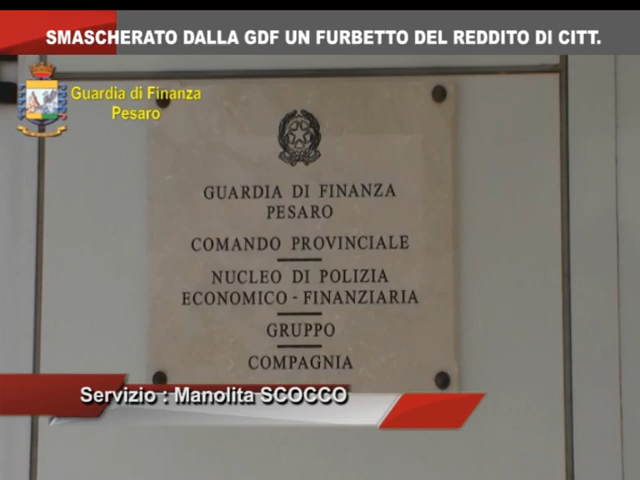 SMASCHERATO DALLA GDF UN FURBETTO DEL REDDITO DI CITT.
Guardia di Finanza
Pesaro
GUARDIA DI FINANZA
PESARO
COMANDO PROVINCIALE
NUCLEO DI POLIZIA
ECONOMICO - FINANZIARIA
GRUPPO
COMPAGNIA
Servizio : Manolita SCOCCO